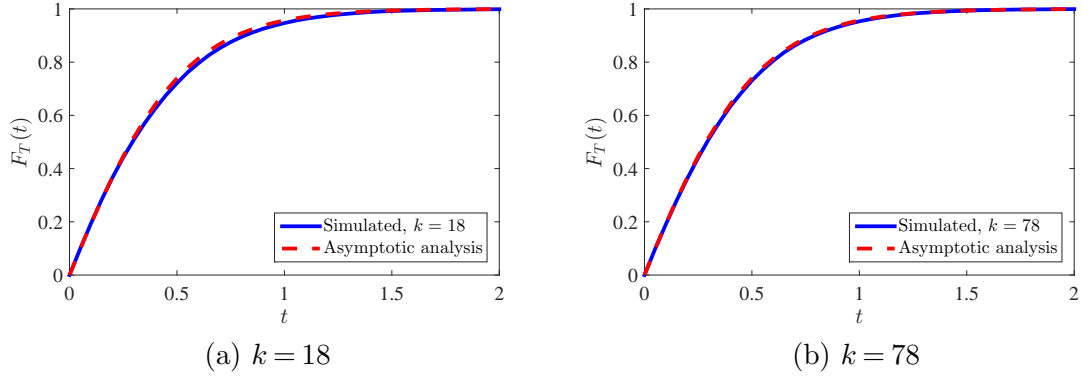 1
0.8
0.6
0.4
0.2
0
F_T(t)
Simulated, k = 18
Asymptotic analysis
0 0.5 1 1.5 2
t
(a) k = 18
1
0.8
0.6
0.4
0.2
0
F_T(t)
Simulated, k = 78
Asymptotic analysis
0 0.5 1 1.5 2
t
(b) k = 78